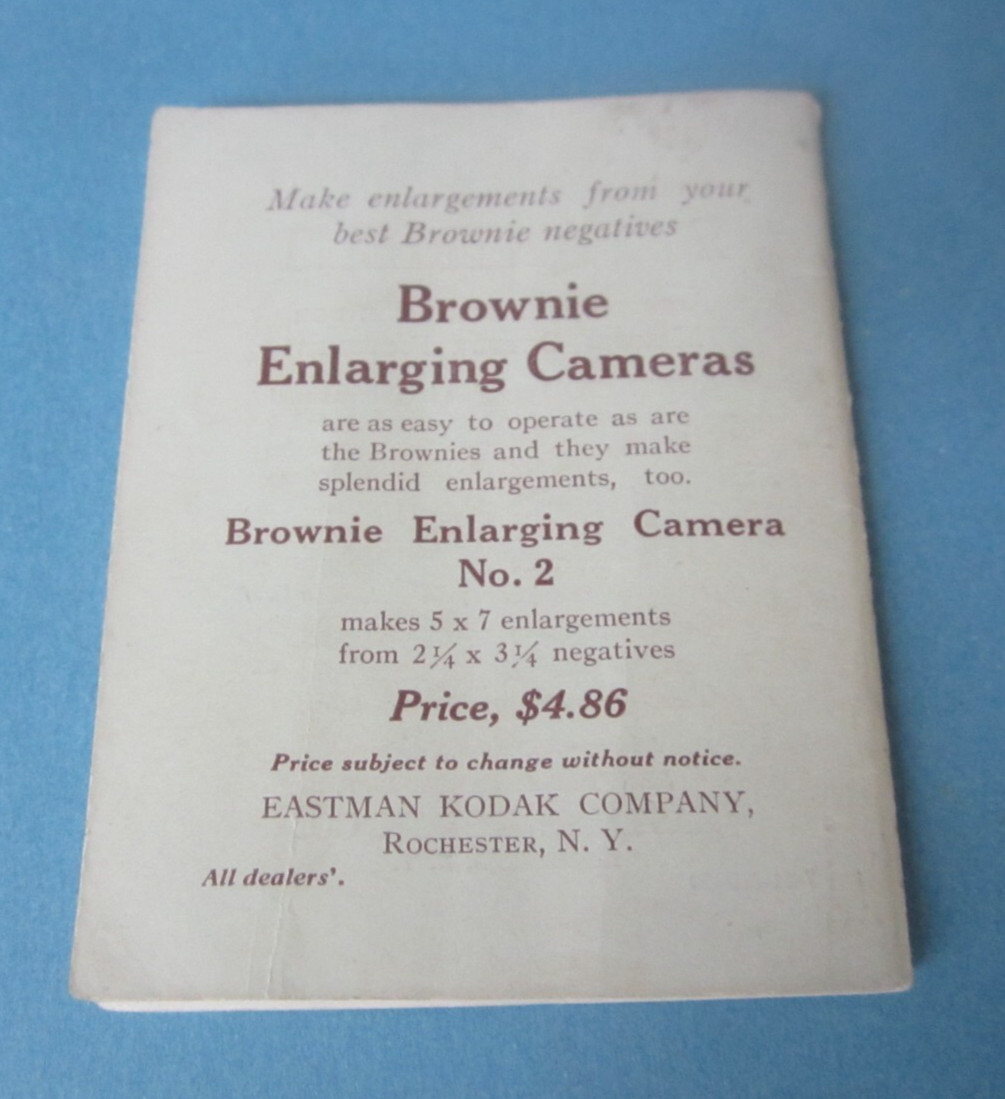 Make enlargements from your
best Brownie negatives
Brownie
Enlarging Cameras
are as easy to operate as are
the Brownies and they make
splendid enlargements, too.
Brownie Enlarging Camera
No. 2
makes 5 x 7 enlargements
from 2¼ x 3¼ negatives
Price, $4.86
Price subject to change without notice.
EASTMAN KODAK COMPANY,
ROCHESTER, N. Y.
All dealers'.